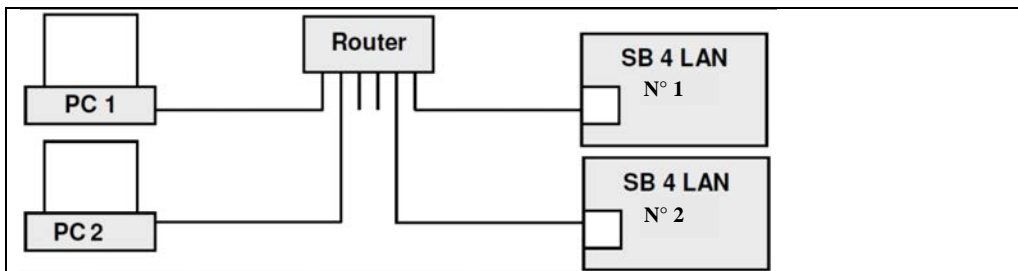 Router
SB 4 LAN
N° 1
PC 1
SB 4 LAN
N° 2
PC 2